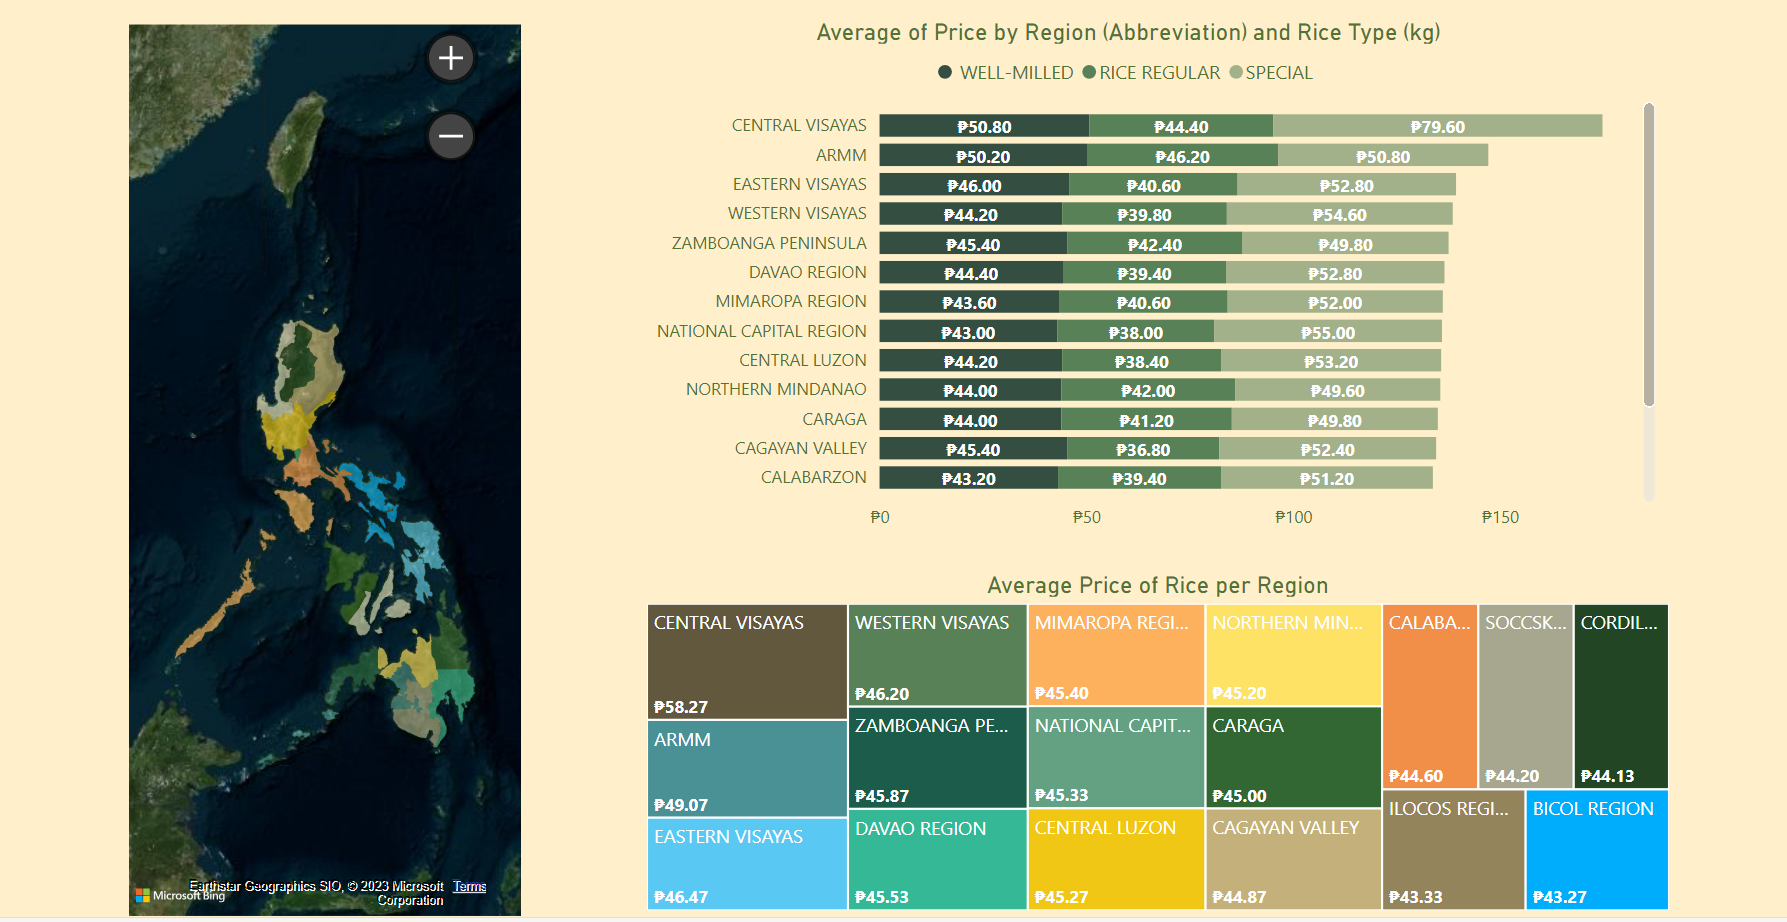 Average of Price by Region (Abbreviation) and Rice Type (kg)
WELL-MILLED RICE REGULAR SPECIAL
CENTRAL VISAYAS ₱50.80 ₱44.40 ₱79.60
ARMM ₱50.20 ₱46.20 ₱50.80
EASTERN VISAYAS ₱46.00 ₱40.60 ₱52.80
WESTERN VISAYAS ₱44.20 ₱39.80 ₱54.60
ZAMBOANGA PENINSULA ₱45.40 ₱42.40 ₱49.80
DAVAO REGION ₱44.40 ₱39.40 ₱52.80
MIMAROPA REGION ₱43.60 ₱40.60 ₱52.00
NATIONAL CAPITAL REGION ₱43.00 ₱38.00 ₱55.00
CENTRAL LUZON ₱44.20 ₱38.40 ₱53.20
NORTHERN MINDANAO ₱44.00 ₱42.00 ₱49.60
CARAGA ₱44.00 ₱41.20 ₱49.80
CAGAYAN VALLEY ₱45.40 ₱36.80 ₱52.40
CALABARZON ₱43.20 ₱39.40 ₱51.20
₱0 ₱50 ₱100 ₱150
Average Price of Rice per Region
CENTRAL VISAYAS
₱58.27
ARMM
₱49.07
EASTERN VISAYAS
₱46.47
WESTERN VISAYAS
₱46.20
ZAMBOANGA PE...
₱45.87
DAVAO REGION
₱45.53
MIMAROPA REGI...
₱45.40
NATIONAL CAPIT...
₱45.33
CENTRAL LUZON
₱45.27
NORTHERN MIN...
₱45.20
CARAGA
₱45.00
CAGAYAN VALLEY
₱44.87
CALABA...
₱44.60
SOCCSK...
₱44.20
CORDIL...
₱44.13
ILOCOS REGI...
₱43.33
BICOL REGION
₱43.27
Microsoft Bing
Earthstar Geographics SIO, © 2023 Microsoft Corporation Terms